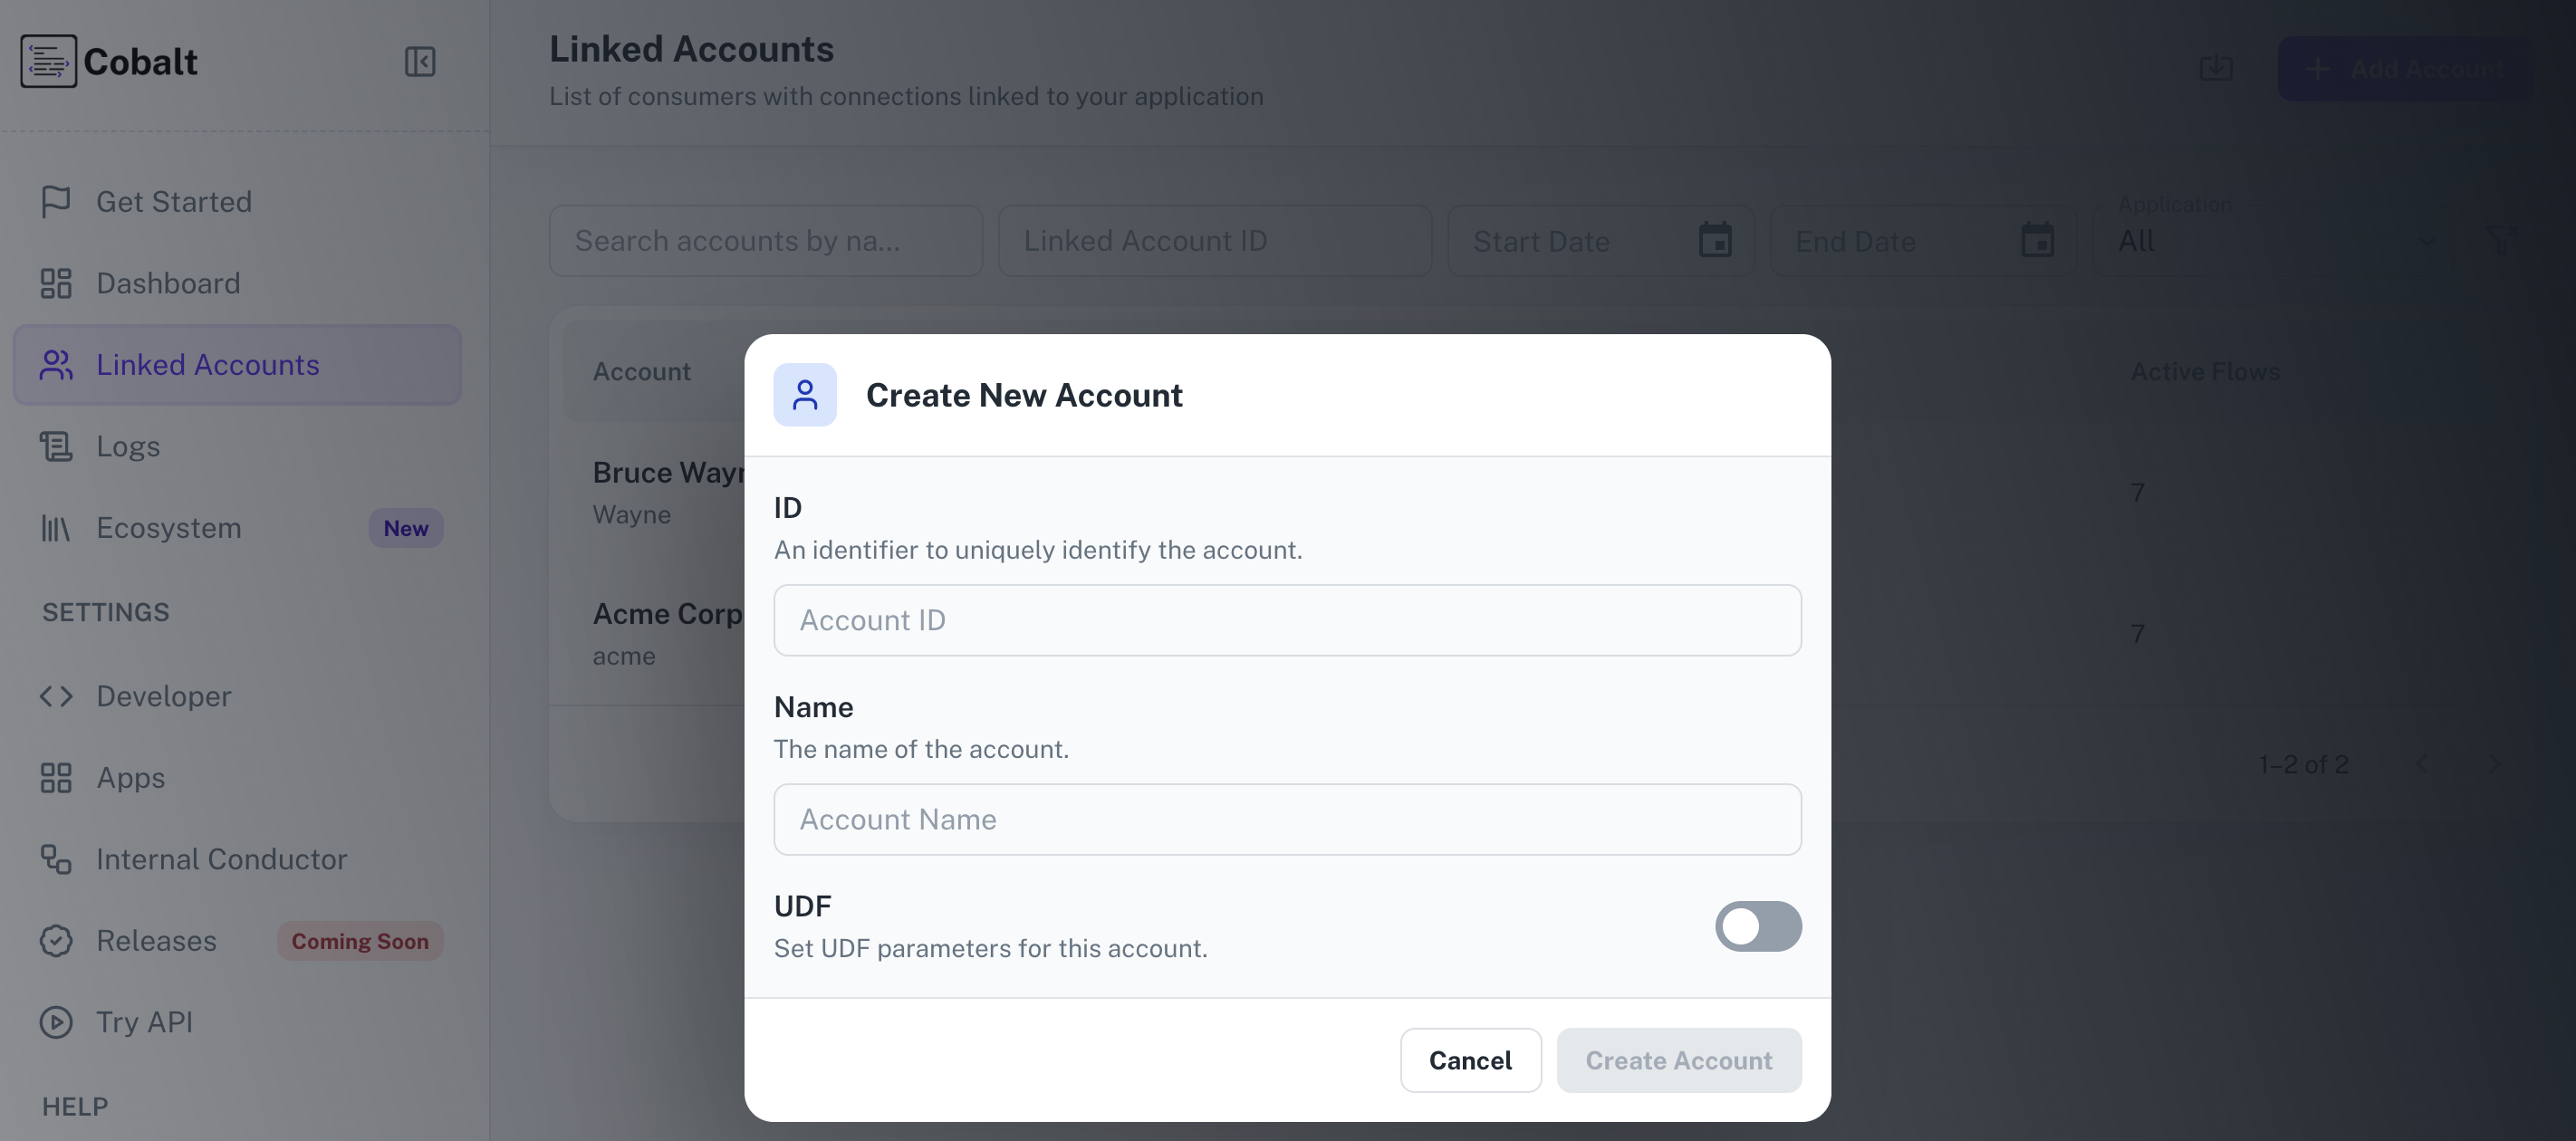 Cobalt
Get Started
Dashboard
Linked Accounts
Logs
Ecosystem New
SETTINGS
Developer
Apps
Internal Conductor
Releases Coming Soon
Try API
HELP
Linked Accounts
List of consumers with connections linked to your application
Add Account
Search accounts by na...
Linked Account ID
Start Date
End Date
Application
All
Account
Active Flows
Bruce Wayn
Wayne
7
Acme Corp
acme
7
1–2 of 2
Create New Account
ID
An identifier to uniquely identify the account.
Account ID
Name
The name of the account.
Account Name
UDF
Set UDF parameters for this account.
Cancel
Create Account